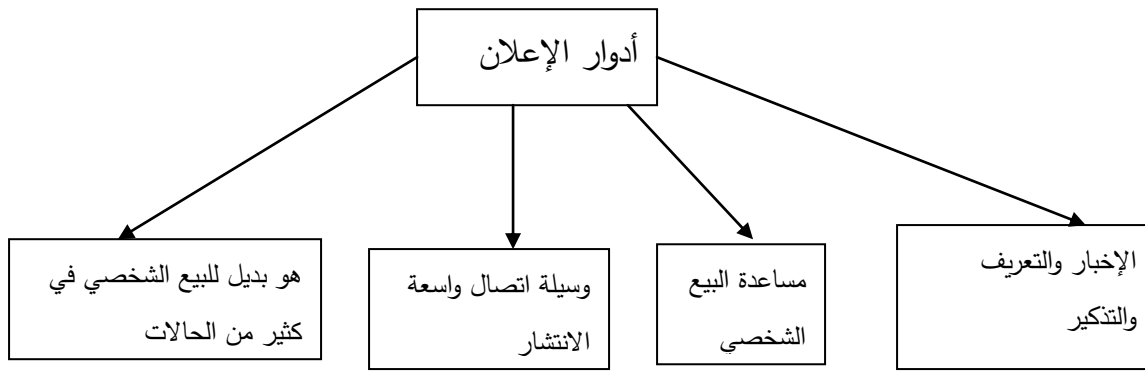 أدوار الإعلان
الإخبار والتعريف
والتذكير
مساعدة البيع
الشخصي
وسيلة اتصال واسعة
الانتشار
هو بديل للبيع الشخصي في
كثير من الحالات